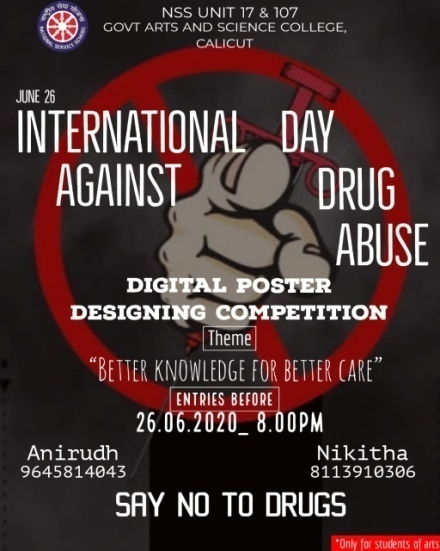 NSS UNIT 17 & 107
GOVT ARTS AND SCIENCE COLLEGE,
CALICUT
JUNE 26
INTERNATIONAL DAY
AGAINST DRUG
ABUSE
DIGITAL POSTER
DESIGNING COMPETITION
Theme
“BETTER KNOWLEDGE FOR BETTER CARE”
ENTRIES BEFORE
26.06.2020_ 8.00PM
Anirudh Nikitha
9645814043 8113910306
SAY NO TO DRUGS
"Only for students of arts